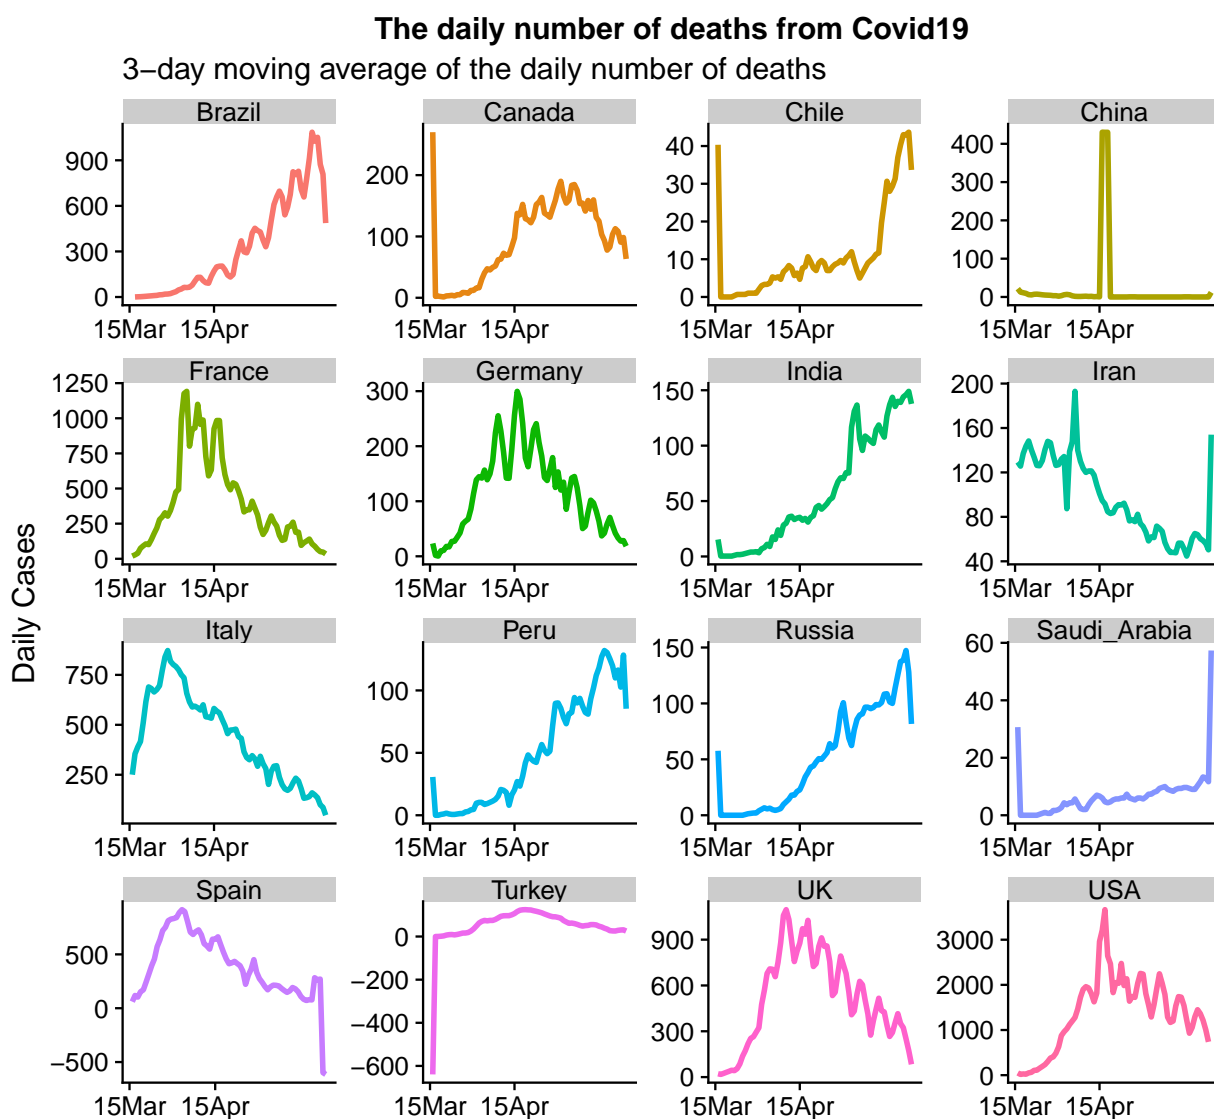 The daily number of deaths from Covid19
3−day moving average of the daily number of deaths
Daily Cases
Brazil
900
600
300
0
15Mar 15Apr
Canada
200
100
0
15Mar 15Apr
Chile
40
30
20
10
0
15Mar 15Apr
China
400
300
200
100
0
15Mar 15Apr
France
1250
1000
750
500
250
0
15Mar 15Apr
Germany
300
200
100
0
15Mar 15Apr
India
150
100
50
0
15Mar 15Apr
Iran
200
160
120
80
40
15Mar 15Apr
Italy
750
500
250
15Mar 15Apr
Peru
100
50
0
15Mar 15Apr
Russia
150
100
50
0
15Mar 15Apr
Saudi_Arabia
60
40
20
0
15Mar 15Apr
Spain
500
0
−500
15Mar 15Apr
Turkey
0
−200
−400
−600
15Mar 15Apr
UK
900
600
300
0
15Mar 15Apr
USA
3000
2000
1000
0
15Mar 15Apr